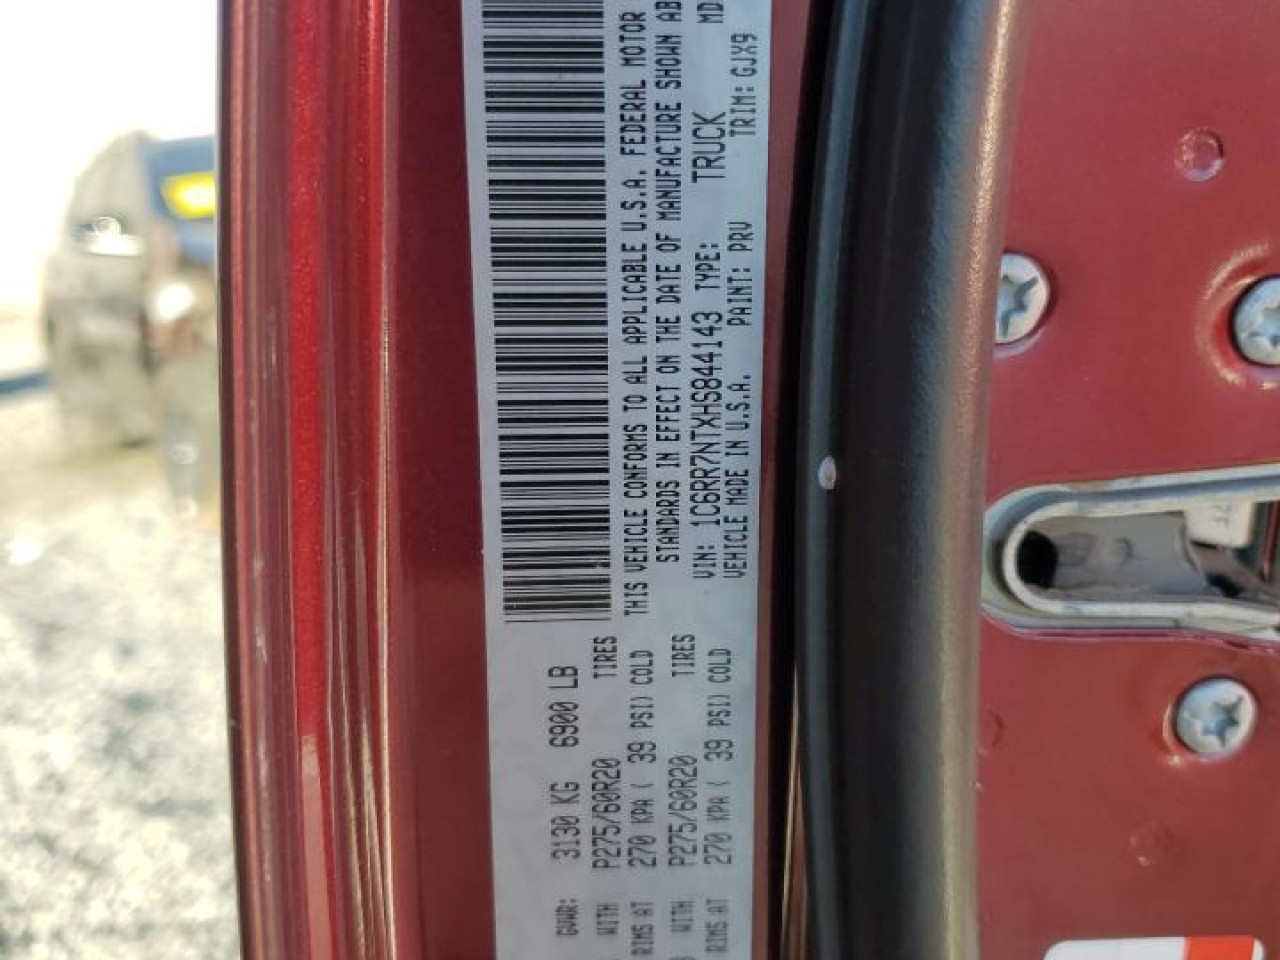 GVWR: 3130 KG 6900 LB
WITH P275/60R20 TIRES
RIMS AT 270 KPA ( 39 PSI) COLD
WITH P275/60R20 TIRES
RIMS AT 270 KPA ( 39 PSI) COLD
THIS VEHICLE CONFORMS TO ALL APPLICABLE U.S.A. FEDERAL MOTOR
STANDARDS IN EFFECT ON THE DATE OF MANUFACTURE SHOWN AB
VIN: 1C6RR7NTXHS844143 TYPE: TRUCK MD
VEHICLE MADE IN U.S.A. PAINT: PRV TRIM: GJX9